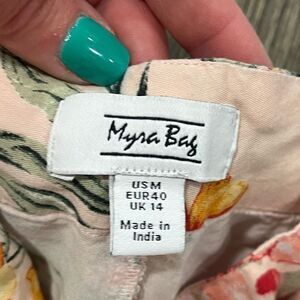 Myra Bag
US M
EUR 40
UK 14
Made in
India